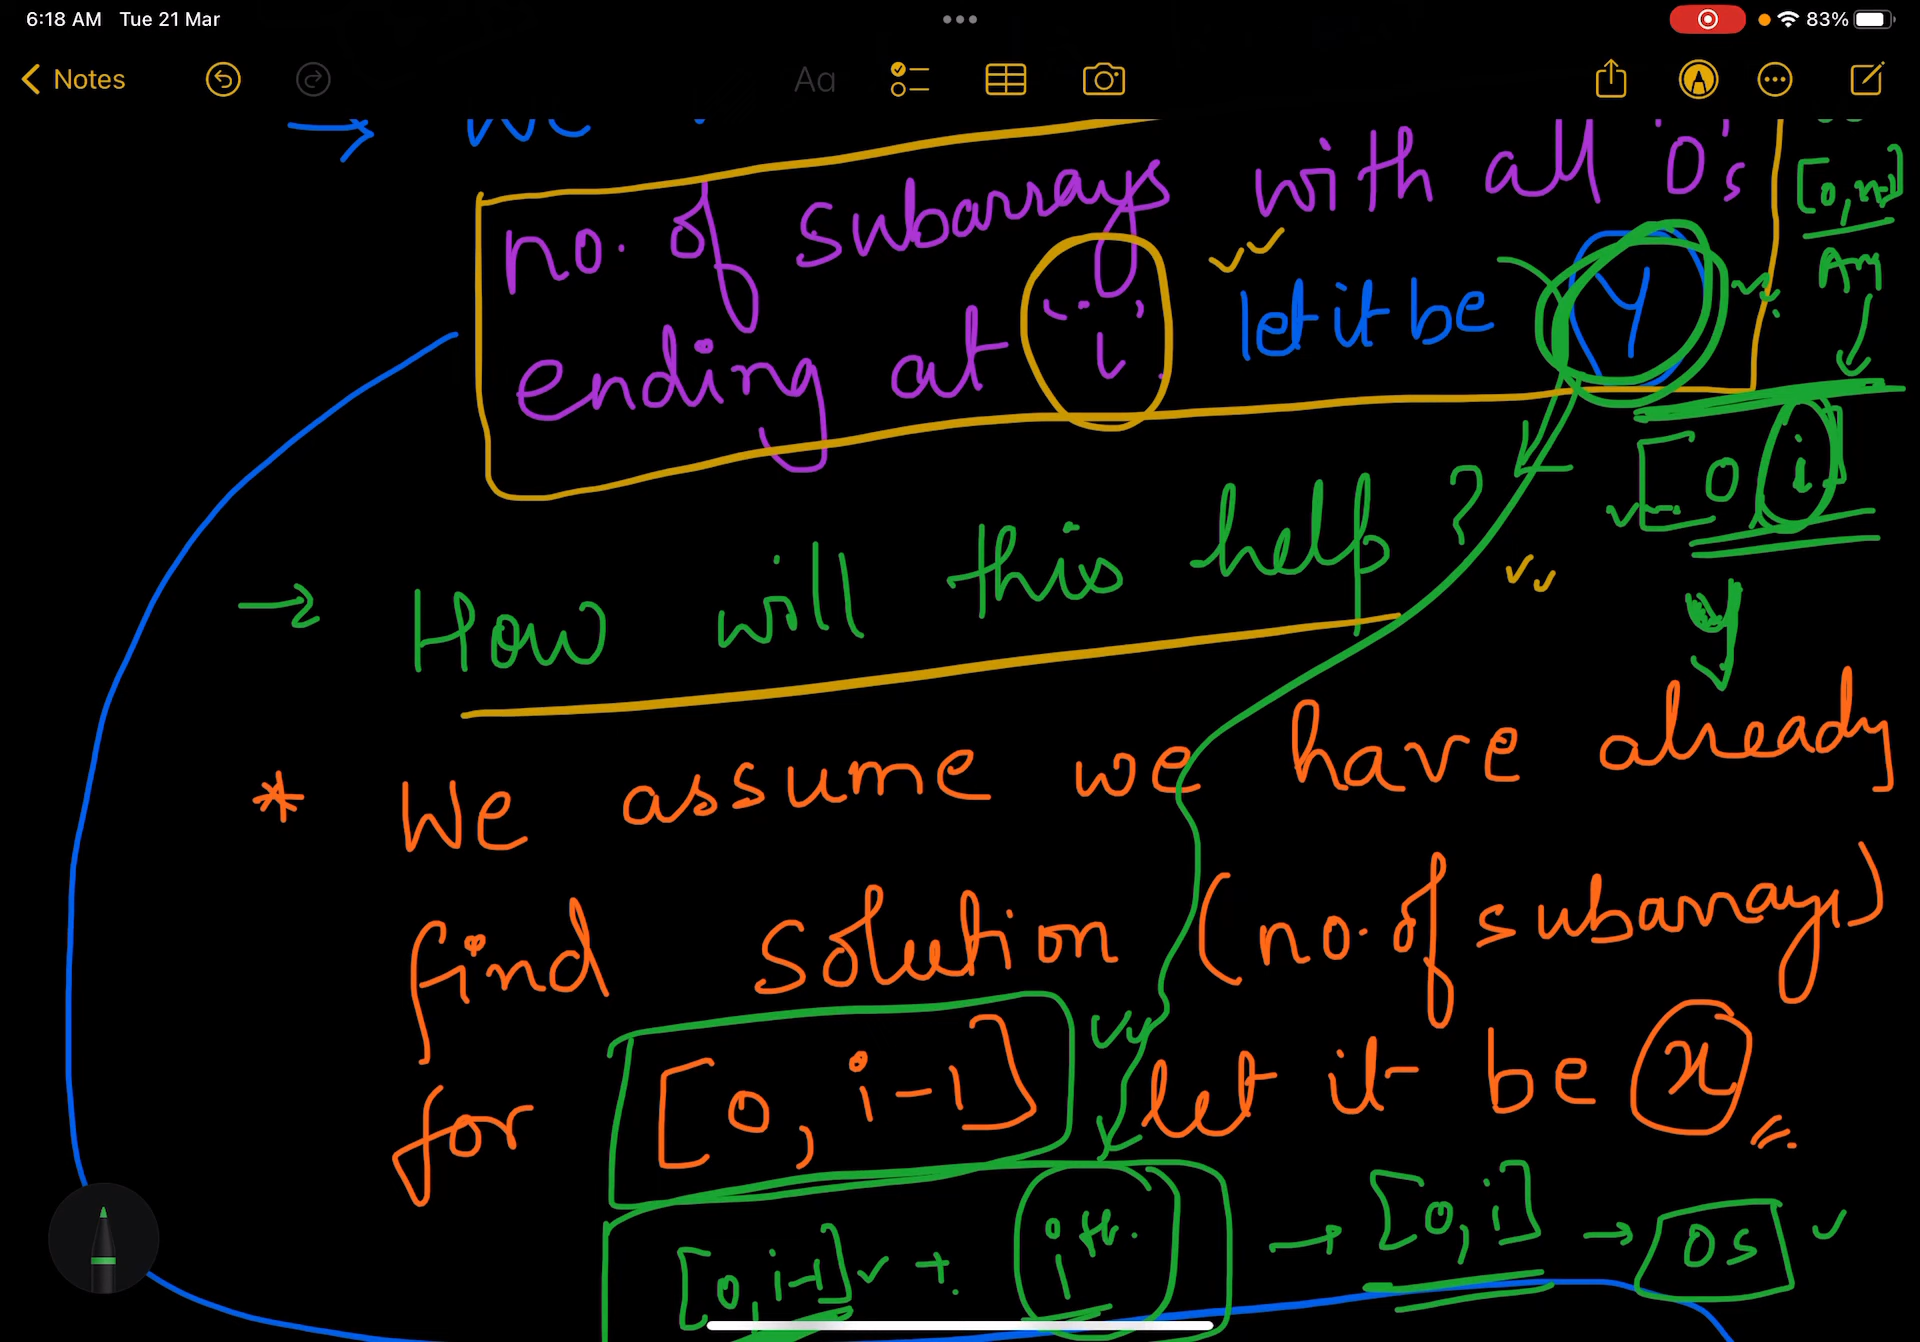 6:18 AM Tue 21 Mar
83%
Notes
Aa
no. of subarrays with all '0's
ending at 'i' let it be Y
[0, n-1]
Ans
[0 i]
y
→ How will this help?
* We assume we have already
find solution (no. of subarrays)
for [0, i-1] let it be x
[0, i-1] + ith. → [0, i] → 0s